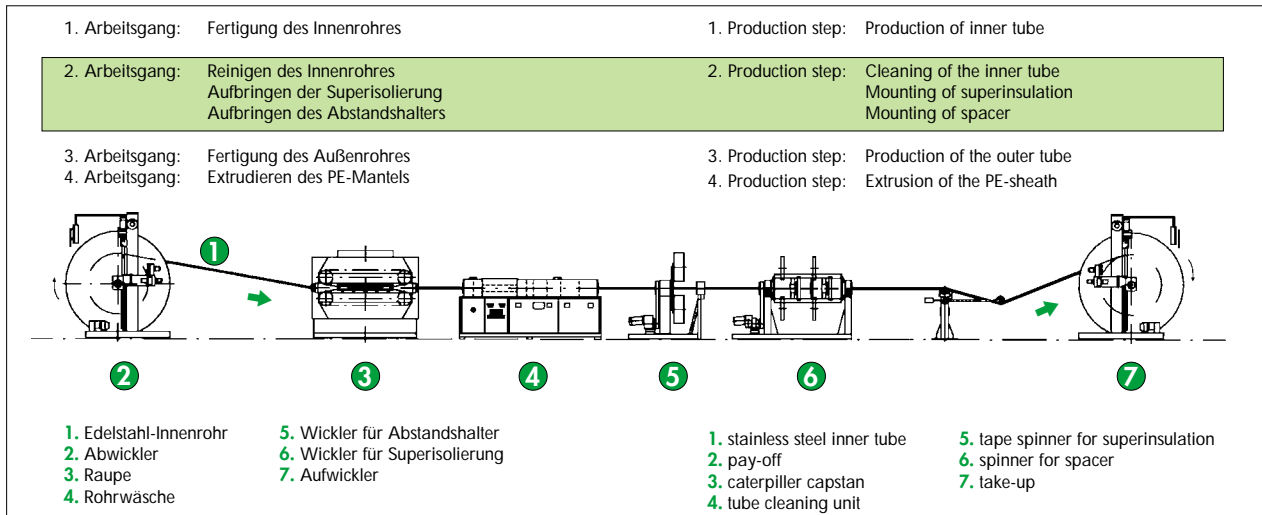 1. Arbeitsgang: Fertigung des Innenrohres
2. Arbeitsgang: Reinigen des Innenrohres
Aufbringen der Superisolierung
Aufbringen des Abstandshalters
3. Arbeitsgang: Fertigung des Außenrohres
4. Arbeitsgang: Extrudieren des PE-Mantels
1. Production step: Production of inner tube
2. Production step: Cleaning of the inner tube
Mounting of superinsulation
Mounting of spacer
3. Production step: Production of the outer tube
4. Production step: Extrusion of the PE-sheath
1
2
3
4
5
6
7
1. Edelstahl-Innenrohr
2. Abwickler
3. Raupe
4. Rohrwäsche
5. Wickler für Abstandshalter
6. Wickler für Superisolierung
7. Aufwickler
1. stainless steel inner tube
2. pay-off
3. caterpiller capstan
4. tube cleaning unit
5. tape spinner for superinsulation
6. spinner for spacer
7. take-up